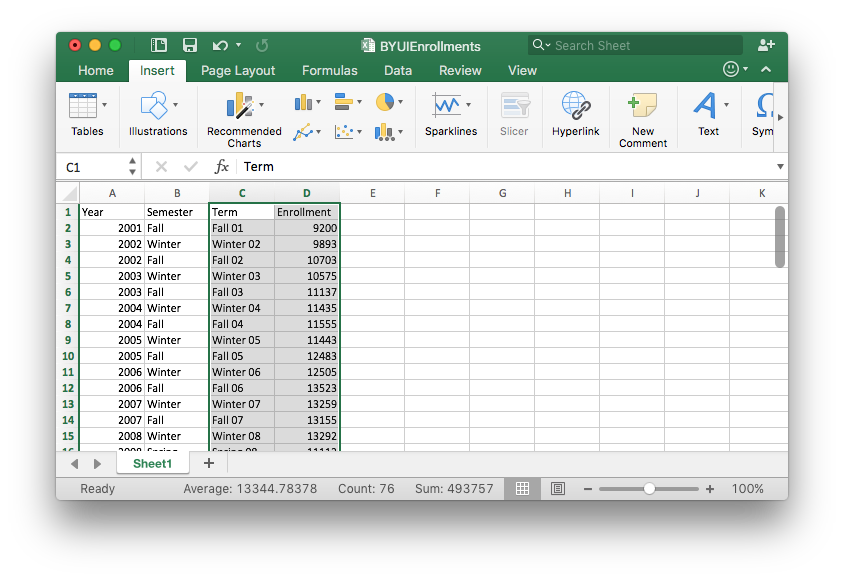 BYUIEnrollments
Search Sheet
Home Insert Page Layout Formulas Data Review View
Tables Illustrations Recommended Charts Sparklines Slicer Hyperlink New Comment Text Sym
C1 fx Term
A B C D E F G H I J K
1 Year Semester Term Enrollment
2 2001 Fall Fall 01 9200
3 2002 Winter Winter 02 9893
4 2002 Fall Fall 02 10703
5 2003 Winter Winter 03 10575
6 2003 Fall Fall 03 11137
7 2004 Winter Winter 04 11435
8 2004 Fall Fall 04 11555
9 2005 Winter Winter 05 11443
10 2005 Fall Fall 05 12483
11 2006 Winter Winter 06 12505
12 2006 Fall Fall 06 13523
13 2007 Winter Winter 07 13259
14 2007 Fall Fall 07 13155
15 2008 Winter Winter 08 13292
Sheet1
Ready Average: 13344.78378 Count: 76 Sum: 493757 100%